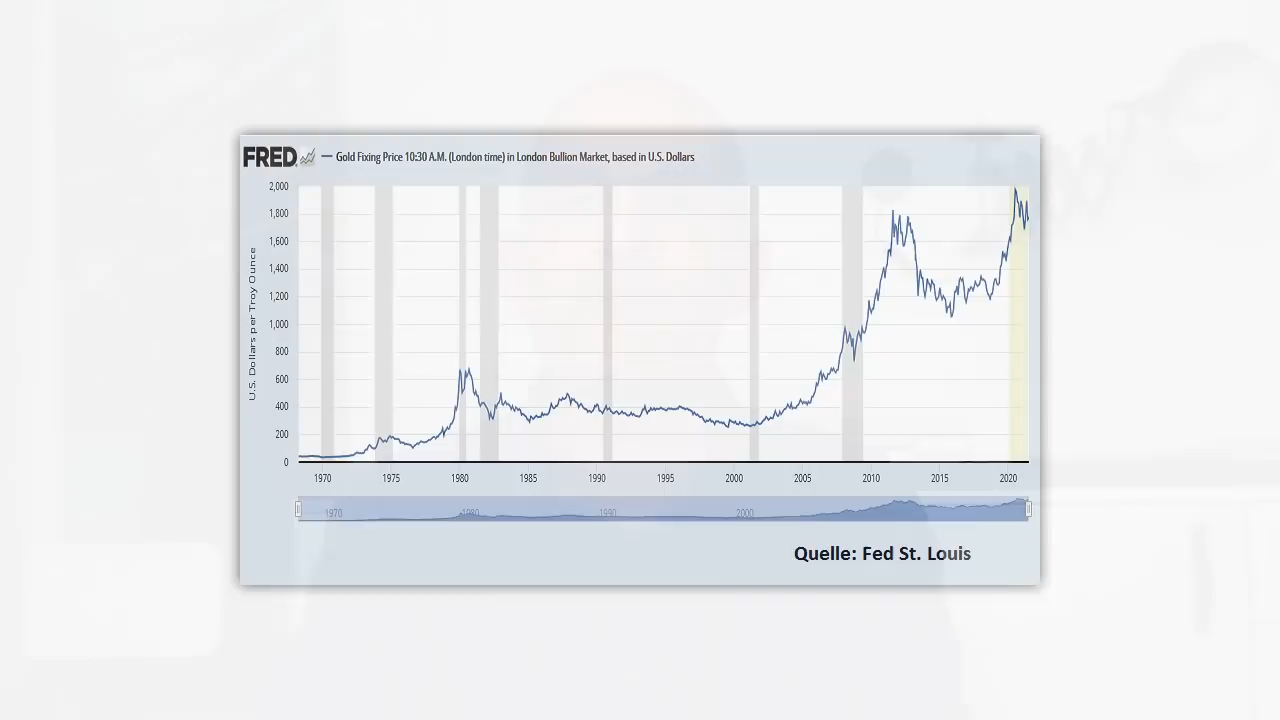 FRED — Gold Fixing Price 10:30 A.M. (London time) in London Bullion Market, based in U.S. Dollars
U.S. Dollars per Troy Ounce
2,000
1,800
1,600
1,400
1,200
1,000
800
600
400
200
0
1970 1975 1980 1985 1990 1995 2000 2005 2010 2015 2020
1970 1980 1990 2000
Quelle: Fed St. Louis